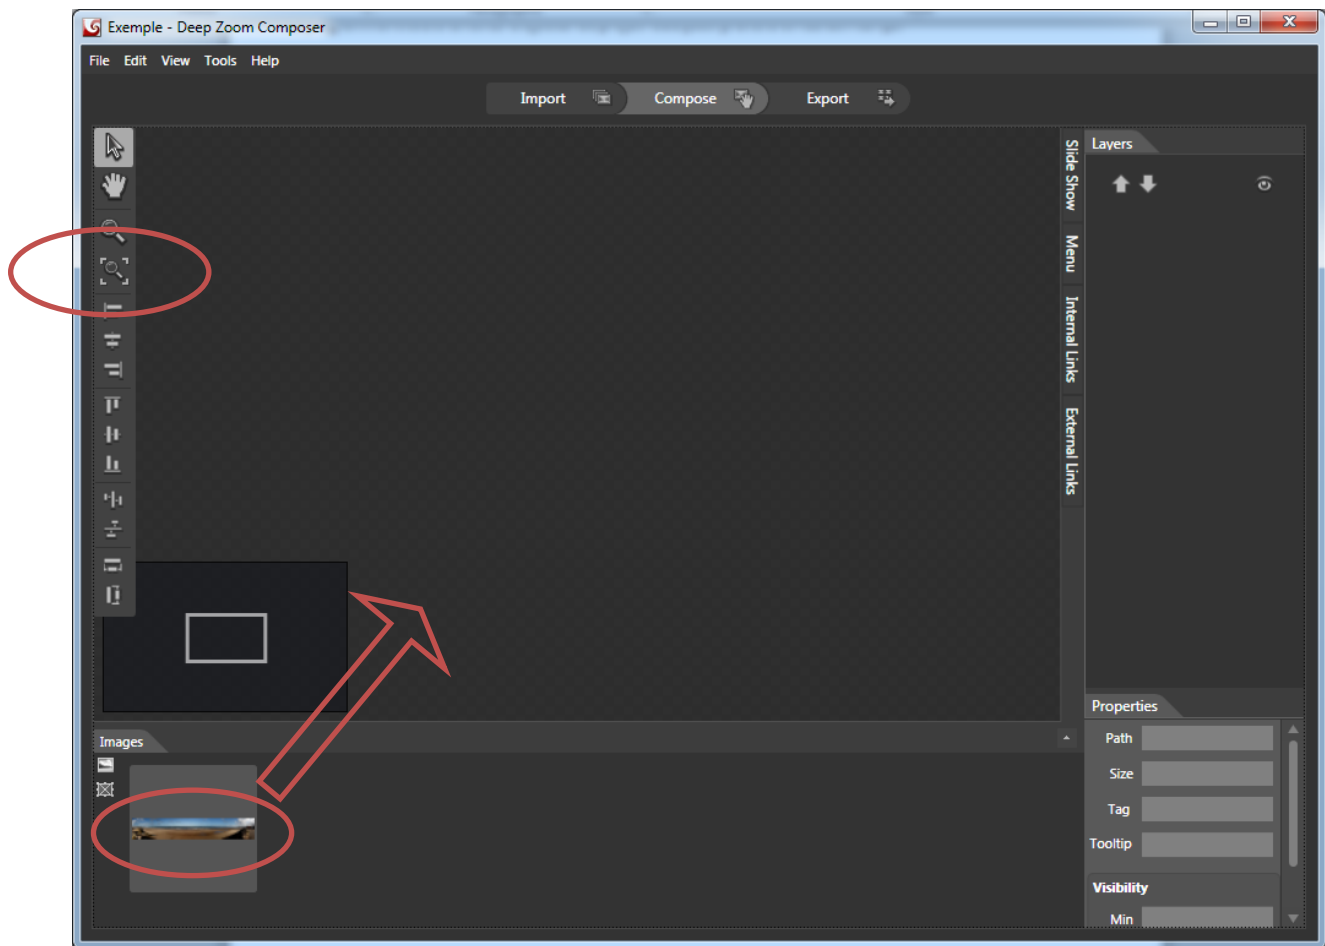 Exemple - Deep Zoom Composer
File Edit View Tools Help
Import Compose Export
Slide Show
Menu
Internal Links
External Links
Layers
Properties
Path
Size
Tag
Tooltip
Visibility
Min
Images